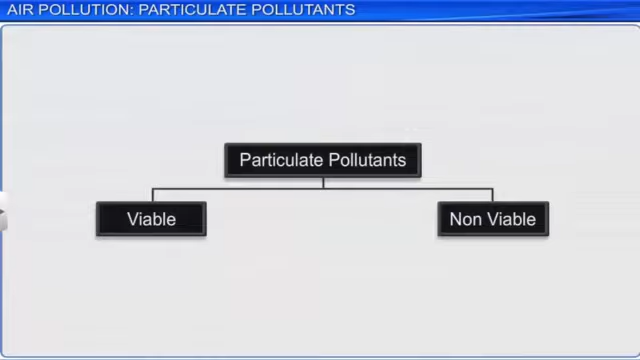 AIR POLLUTION: PARTICULATE POLLUTANTS
Particulate Pollutants
Viable
Non Viable